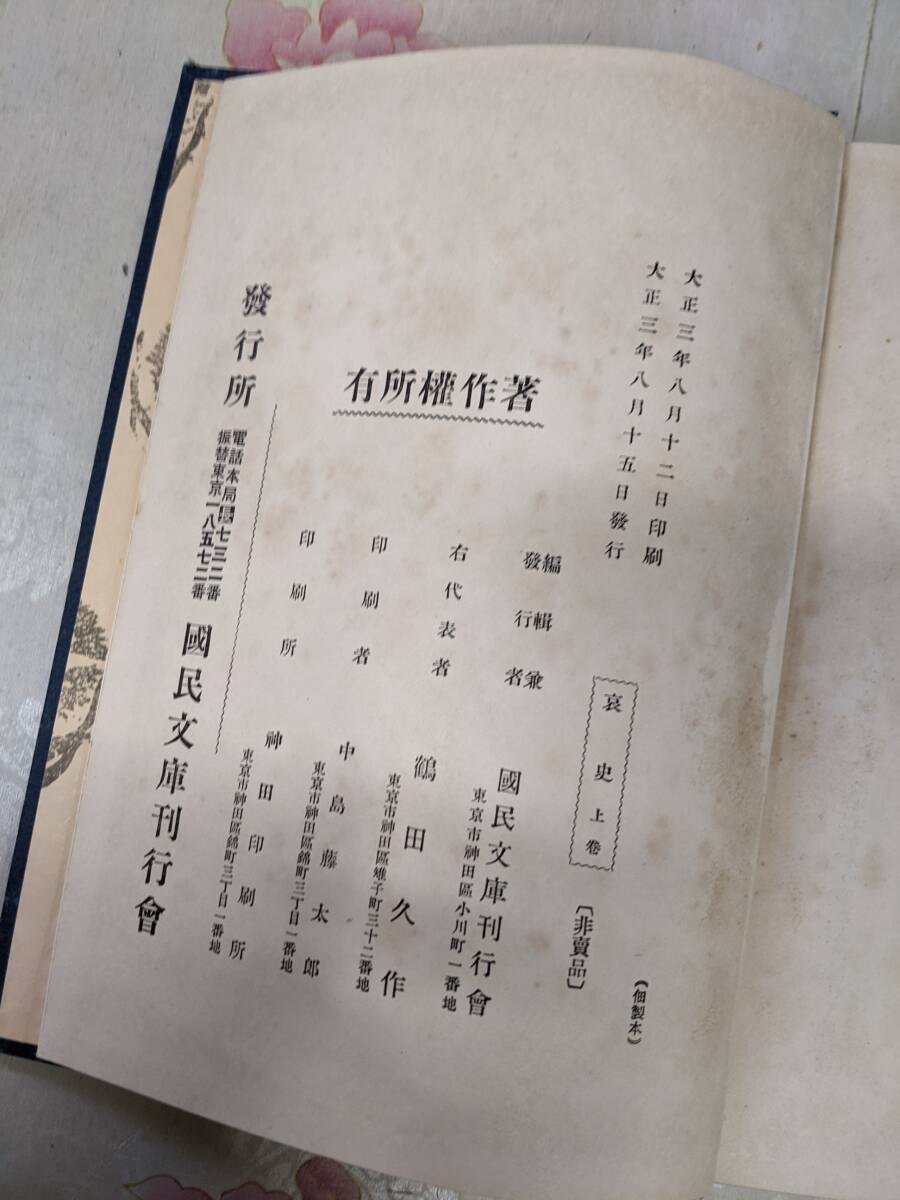 大正三年八月十二日印刷
大正三年八月十五日發行
《佃製本》
哀史上卷
〔非賣品〕
著作權所有
編輯兼
發行者
國民文庫刊行會
東京市神田區小川町一番地
右代表者
鶴田久作
東京市神田區雉子町三十二番地
印刷者
中島藤太郎
東京市神田區錦町三丁目一番地
印刷所
神田印刷所
東京市神田區錦町三丁目一番地
發行所
電話本局長七三二番
振替東京一八五七二番
國民文庫刊行會